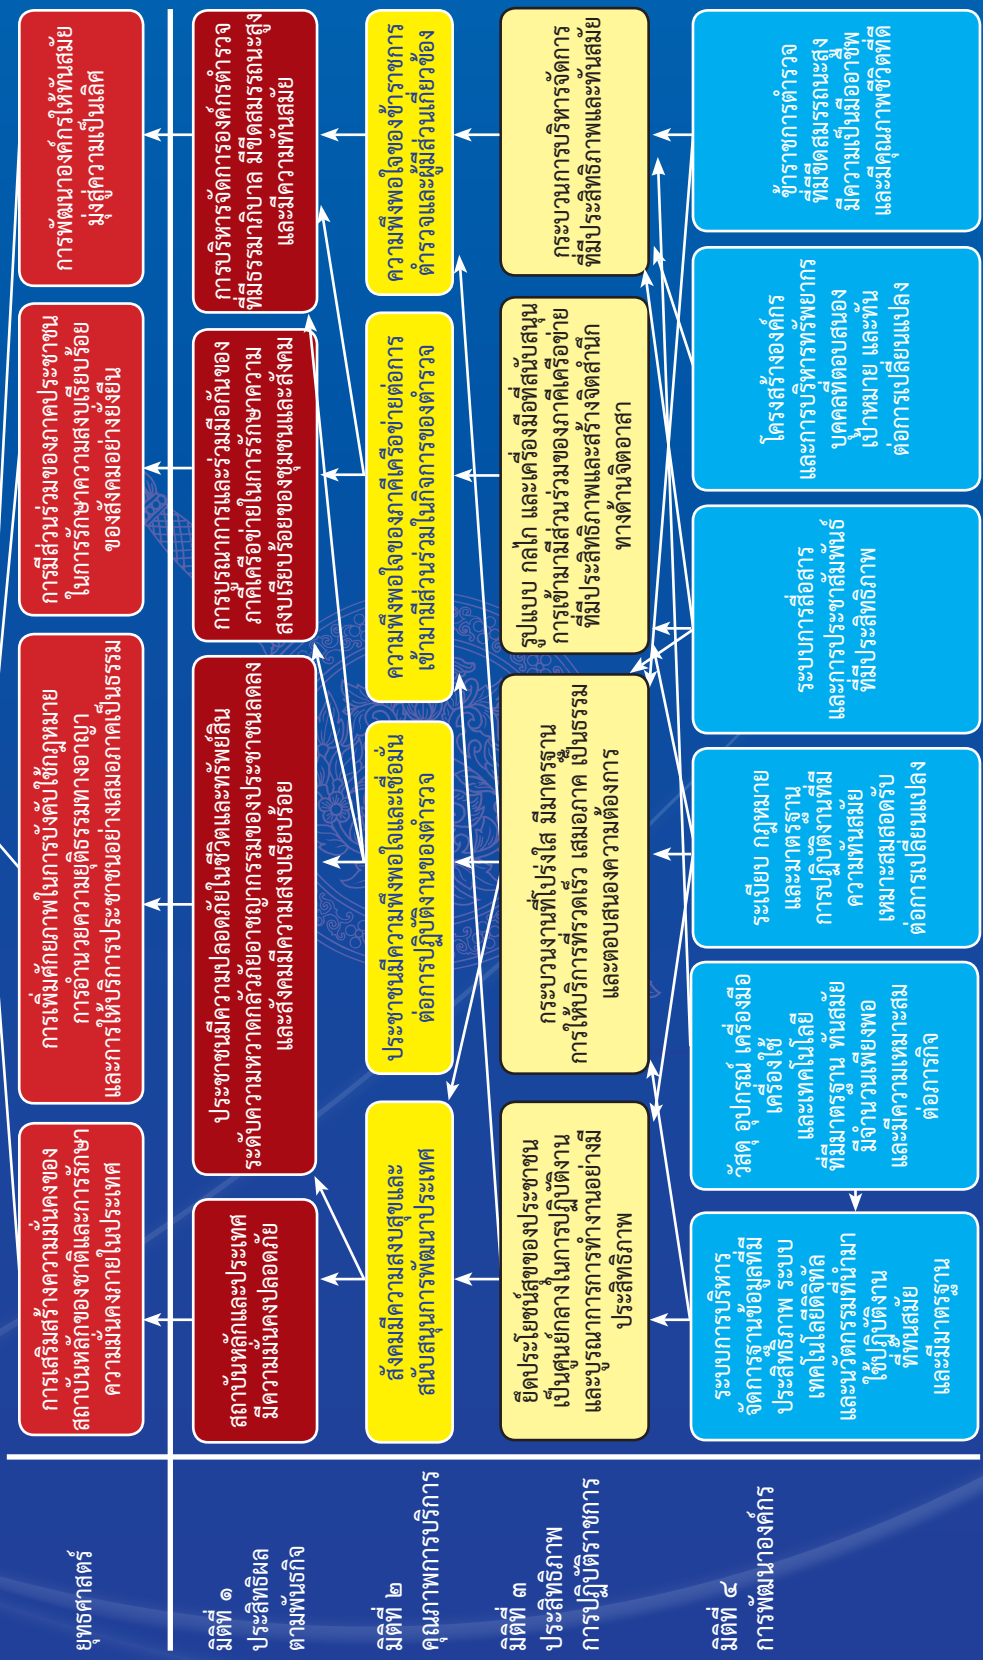 ยุทธศาสตร์
การเสริมสร้างความมั่นคงของ
สถาบันหลักของชาติและการรักษา
ความมั่นคงภายในประเทศ
การเพิ่มศักยภาพในการบังคับใช้กฎหมาย
การอำนวยความยุติธรรมทางอาญา
และการให้บริการประชาชนอย่างเสมอภาคเป็นธรรม
การมีส่วนร่วมของภาคประชาชน
ในการรักษาความสงบเรียบร้อย
ของสังคมอย่างยั่งยืน
การพัฒนาองค์กรให้ทันสมัย
มุ่งสู่ความเป็นเลิศ
มิติที่ ๑
ประสิทธิผล
ตามพันธกิจ
สถาบันหลักและประเทศ
มีความมั่นคงปลอดภัย
ประชาชนมีความปลอดภัยในชีวิตและทรัพย์สิน
ระดับความหวาดกลัวภัยอาชญากรรมของประชาชนลดลง
และสังคมมีความสงบเรียบร้อย
การบูรณาการและร่วมมือกันของ
ภาคีเครือข่ายในการรักษาความ
สงบเรียบร้อยของชุมชนและสังคม
การบริหารจัดการองค์กรตำรวจ
ที่มีธรรมาภิบาล มีขีดสมรรถนะสูง
และมีความทันสมัย
มิติที่ ๒
คุณภาพการบริการ
สังคมมีความสงบสุขและ
สนับสนุนการพัฒนาประเทศ
ประชาชนมีความพึงพอใจและเชื่อมั่น
ต่อการปฏิบัติงานของตำรวจ
ความพึงพอใจของภาคีเครือข่ายต่อการ
เข้ามามีส่วนร่วมในกิจการของตำรวจ
ความพึงพอใจของข้าราชการ
ตำรวจและผู้มีส่วนเกี่ยวข้อง
มิติที่ ๓
ประสิทธิภาพ
การปฏิบัติราชการ
ยึดประโยชน์สุขของประชาชน
เป็นศูนย์กลางในการปฏิบัติงาน
และบูรณาการการทำงานอย่างมี
ประสิทธิภาพ
กระบวนงานที่โปร่งใส มีมาตรฐาน
การให้บริการที่รวดเร็ว เสมอภาค เป็นธรรม
และตอบสนองความต้องการ
รูปแบบ กลไก และเครื่องมือที่สนับสนุน
การเข้ามามีส่วนร่วมของภาคีเครือข่าย
ที่มีประสิทธิภาพและสร้างจิตสำนึก
ทางด้านจิตอาสา
กระบวนการบริหารจัดการ
ที่มีประสิทธิภาพและทันสมัย
มิติที่ ๔
การพัฒนาองค์กร
ระบบการบริหาร
จัดการฐานข้อมูลที่มี
ประสิทธิภาพ ระบบ
เทคโนโลยีดิจิทัล
และนวัตกรรมที่นำมา
ใช้ปฏิบัติงาน
ที่ทันสมัย
และมีมาตรฐาน
วัสดุ อุปกรณ์ เครื่องมือ
เครื่องใช้
และเทคโนโลยี
ที่มีมาตรฐาน ทันสมัย
มีจำนวนเพียงพอ
และมีความเหมาะสม
ต่อภารกิจ
ระเบียบ กฎหมาย
และมาตรฐาน
การปฏิบัติงานที่มี
ความทันสมัย
เหมาะสมสอดรับ
ต่อการเปลี่ยนแปลง
ระบบการสื่อสาร
และการประชาสัมพันธ์
ที่มีประสิทธิภาพ
โครงสร้างองค์กร
และการบริหารทรัพยากร
บุคคลที่ตอบสนอง
เป้าหมาย และทัน
ต่อการเปลี่ยนแปลง
ข้าราชการตำรวจ
ที่มีขีดสมรรถนะสูง
มีความเป็นมืออาชีพ
และมีคุณภาพชีวิตที่ดี